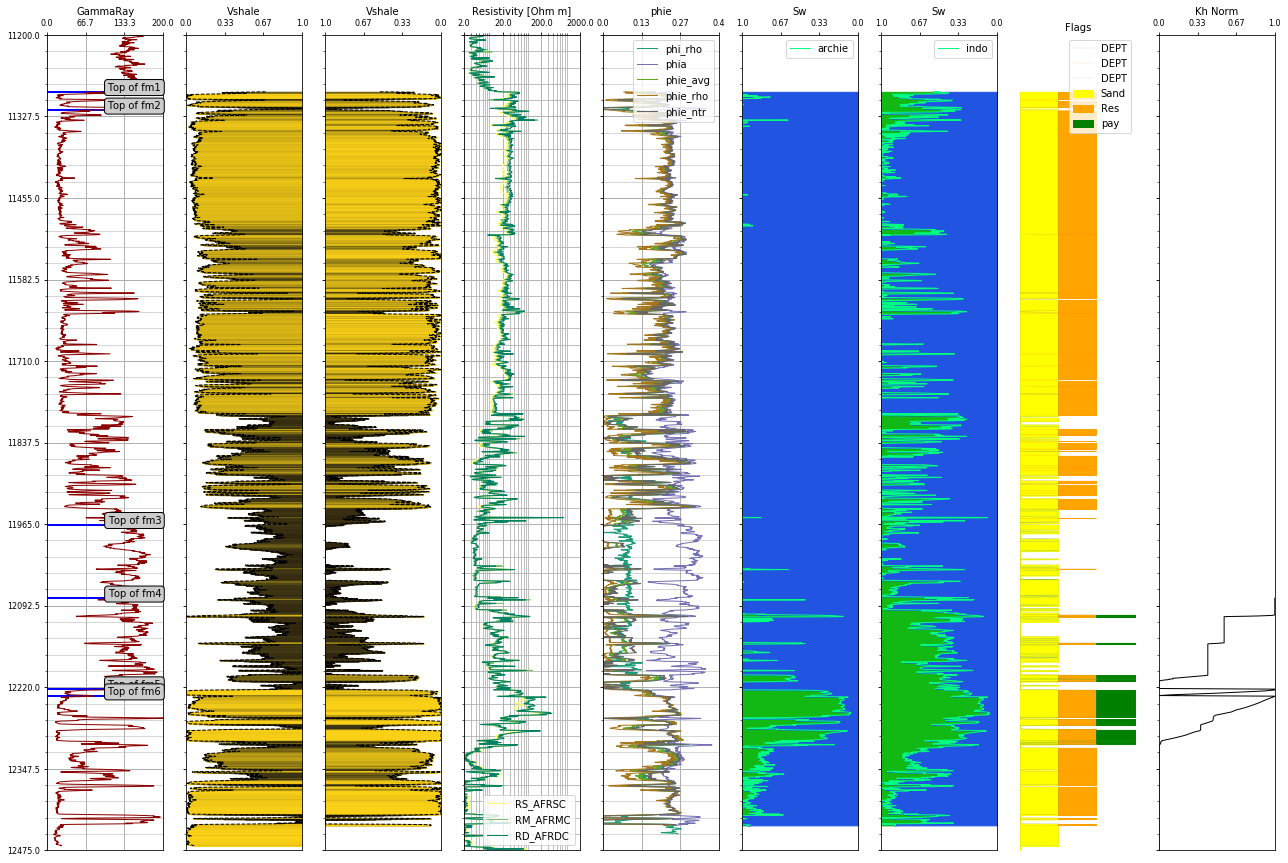 GammaRay
0.0 66.7 133.3 200.0
Vshale
0.0 0.33 0.67 1.0
Vshale
1.0 0.67 0.33 0.0
Resistivity [Ohm m]
2.0 20.0 200.0 2000.0
phie
0.0 0.13 0.27 0.4
Sw
1.0 0.67 0.33 0.0
Sw
1.0 0.67 0.33 0.0
Flags
Kh Norm
0.0 0.33 0.67 1.0
11200.0
11327.5
11455.0
11582.5
11710.0
11837.5
11965.0
12092.5
12220.0
12347.5
12475.0
Top of fm1
Top of fm2
Top of fm3
Top of fm4
Top of fm5
Top of fm6
RS_AFRSC
RM_AFRMC
RD_AFRDC
phi_rho
phia
phie_avg
phie_rho
phie_ntr
archie
indo
DEPT
DEPT
DEPT
Sand
Res
pay